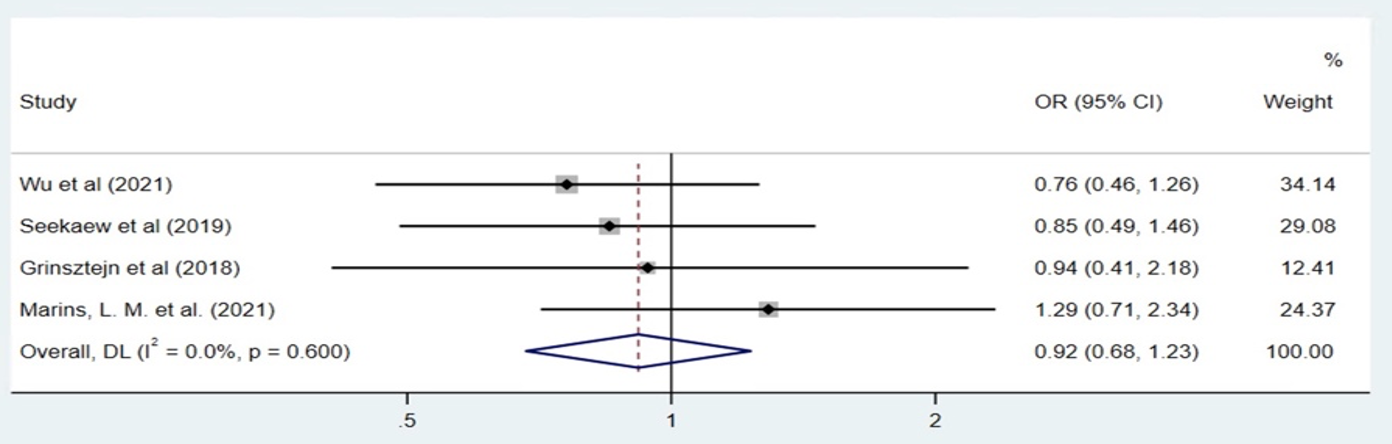 %
Study OR (95% CI) Weight
Wu et al (2021) 0.76 (0.46, 1.26) 34.14
Seekaew et al (2019) 0.85 (0.49, 1.46) 29.08
Grinsztejn et al (2018) 0.94 (0.41, 2.18) 12.41
Marins, L. M. et al. (2021) 1.29 (0.71, 2.34) 24.37
Overall, DL (I² = 0.0%, p = 0.600) 0.92 (0.68, 1.23) 100.00
.5 1 2